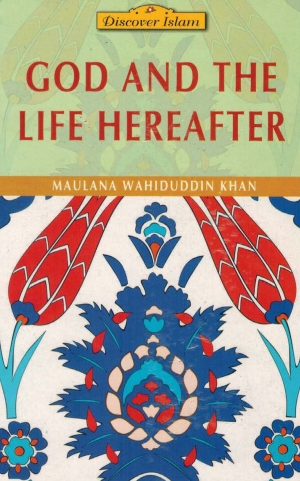 Discover Islam
GOD AND THE
LIFE HEREAFTER
MAULANA WAHIDUDDIN KHAN